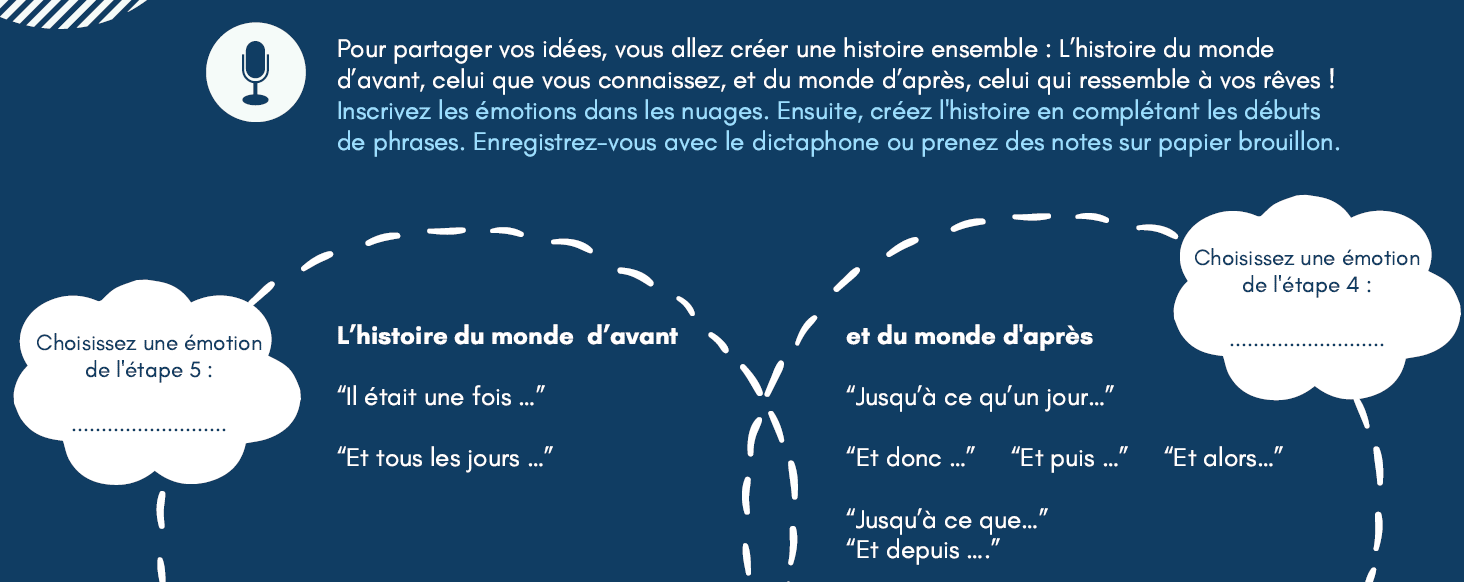 Pour partager vos idées, vous allez créer une histoire ensemble : L’histoire du monde
d’avant, celui que vous connaissez, et du monde d’après, celui qui ressemble à vos rêves !
Inscrivez les émotions dans les nuages. Ensuite, créez l'histoire en complétant les débuts
de phrases. Enregistrez-vous avec le dictaphone ou prenez des notes sur papier brouillon.
Choisissez une émotion
de l'étape 5 :
..........................
L’histoire du monde d’avant
“Il était une fois ...”
“Et tous les jours ...”
et du monde d'après
“Jusqu’à ce qu’un jour...”
“Et donc ...” “Et puis ...” “Et alors...”
“Jusqu’à ce que...”
“Et depuis ....”
Choisissez une émotion
de l'étape 4 :
..........................